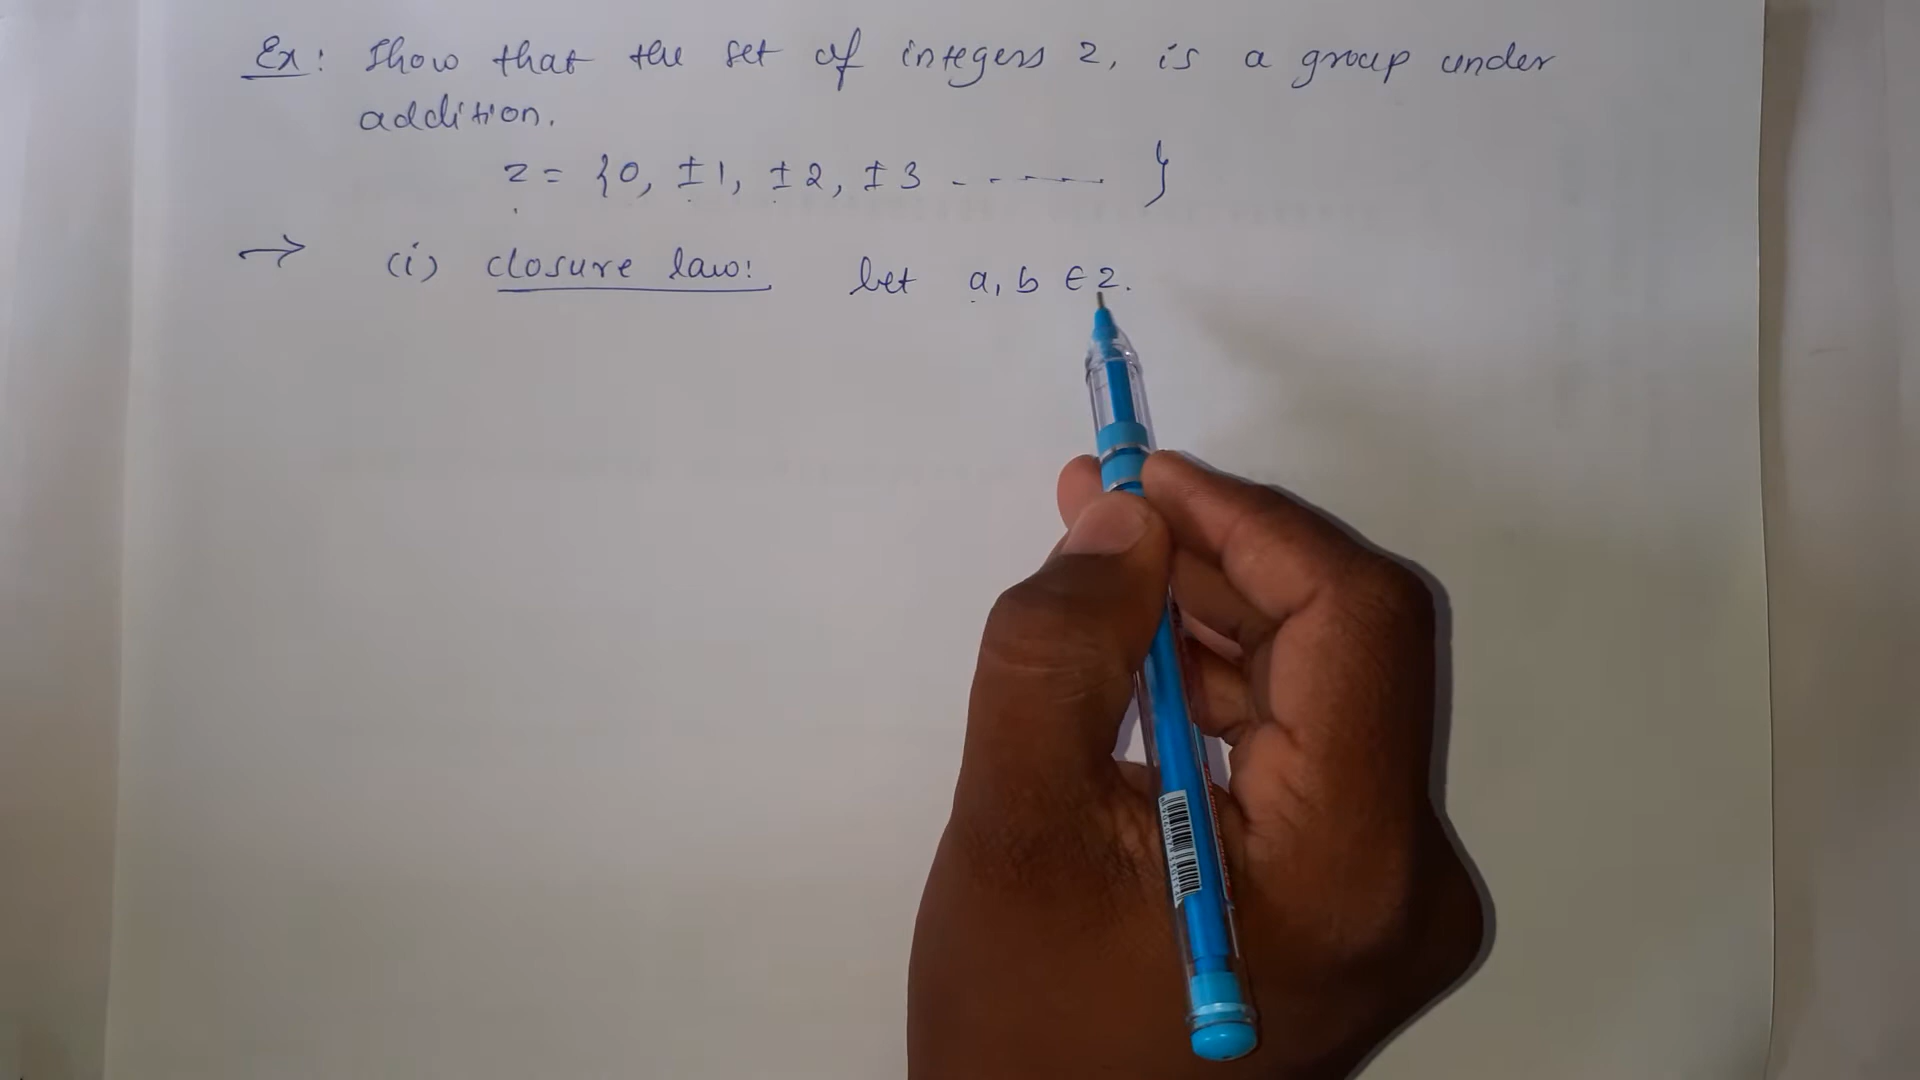 Ex: Show that the set of integers z, is a group under
addition.
z = {0, ±1, ±2, ±3 - - - - - }
→ (i) closure law: let a, b ∈ z.